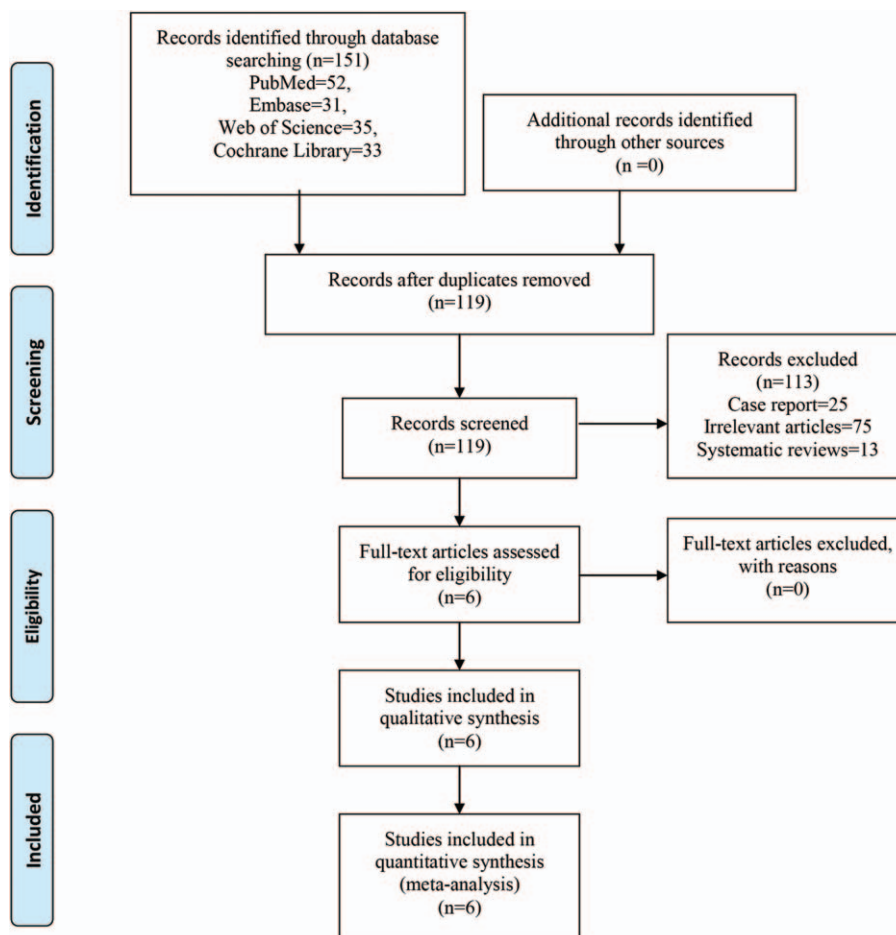 Identification
Records identified through database
searching (n=151)
PubMed=52,
Embase=31,
Web of Science=35,
Cochrane Library=33
Additional records identified
through other sources
(n =0)
Records after duplicates removed
(n=119)
Screening
Records screened
(n=119)
Records excluded
(n=113)
Case report=25
Irrelevant articles=75
Systematic reviews=13
Eligibility
Full-text articles assessed
for eligibility
(n=6)
Full-text articles excluded,
with reasons
(n=0)
Studies included in
qualitative synthesis
(n=6)
Included
Studies included in
quantitative synthesis
(meta-analysis)
(n=6)